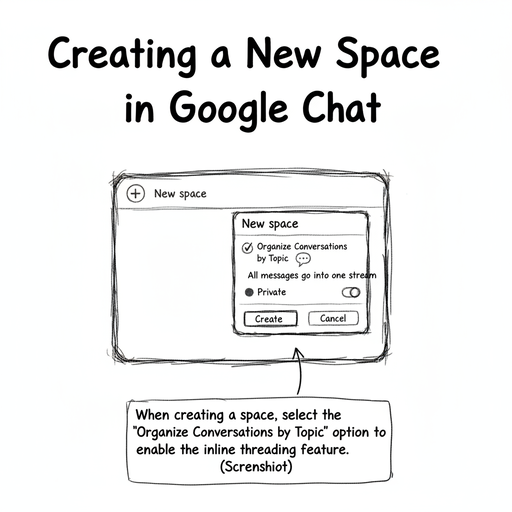 Creating a New Space
in Google Chat
New space
New space
Organize Conversations
by Topic
All messages go into one stream
Private
Create Cancel
When creating a space, select the
"Organize Conversations by Topic" option to
enable the inline threading feature.
(Screnshiot)